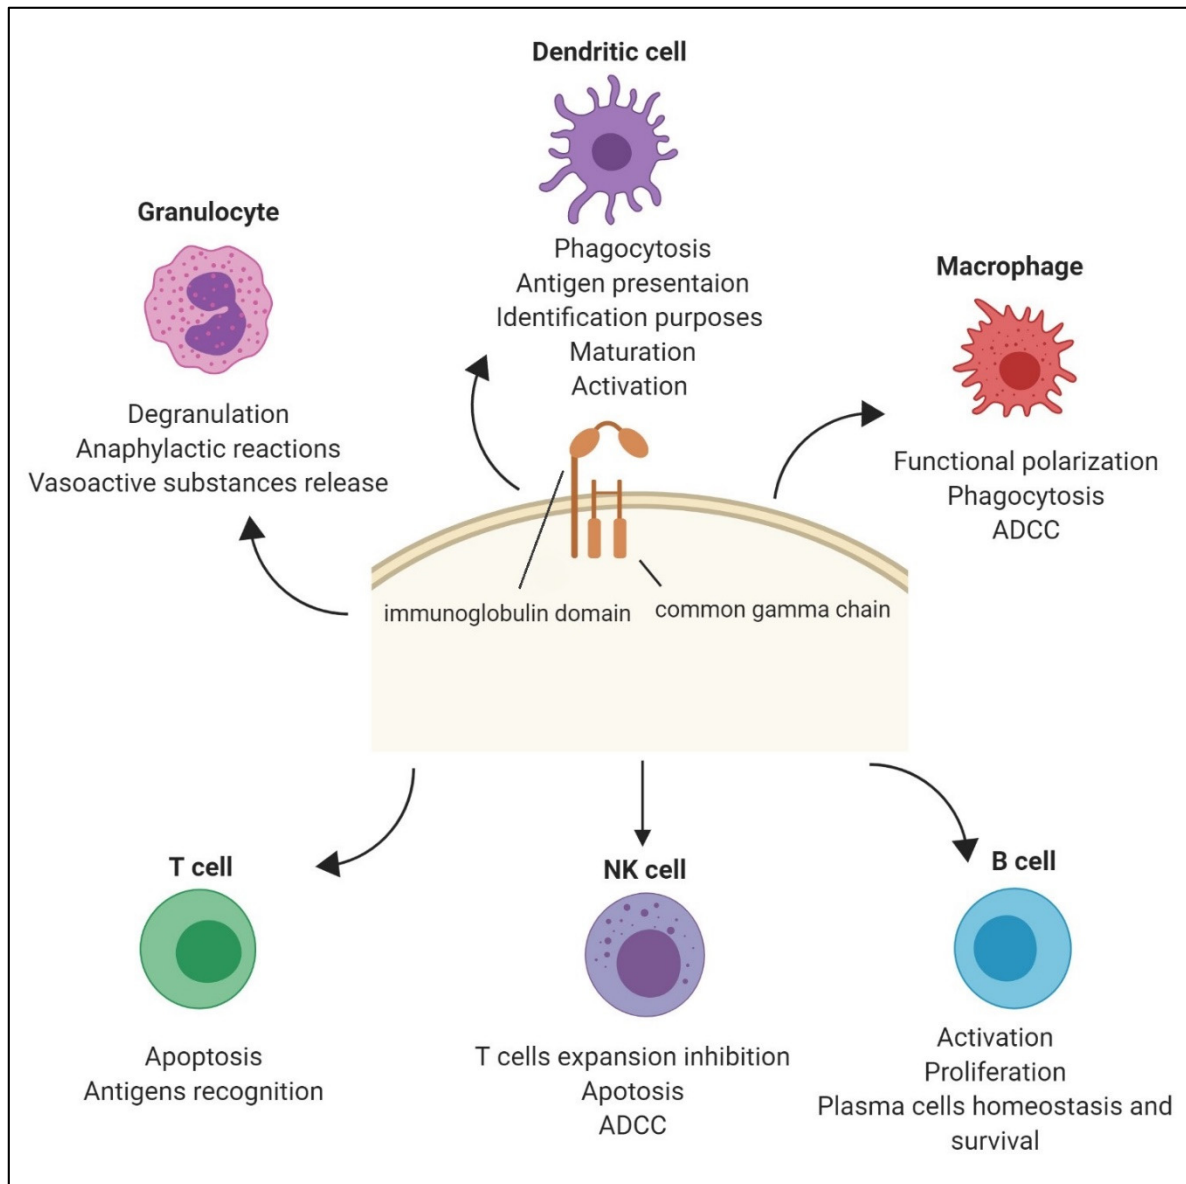 Dendritic cell
Phagocytosis
Antigen presentaion
Identification purposes
Maturation
Activation
Granulocyte
Degranulation
Anaphylactic reactions
Vasoactive substances release
Macrophage
Functional polarization
Phagocytosis
ADCC
immunoglobulin domain
common gamma chain
T cell
Apoptosis
Antigens recognition
NK cell
T cells expansion inhibition
Apotosis
ADCC
B cell
Activation
Proliferation
Plasma cells homeostasis and
survival